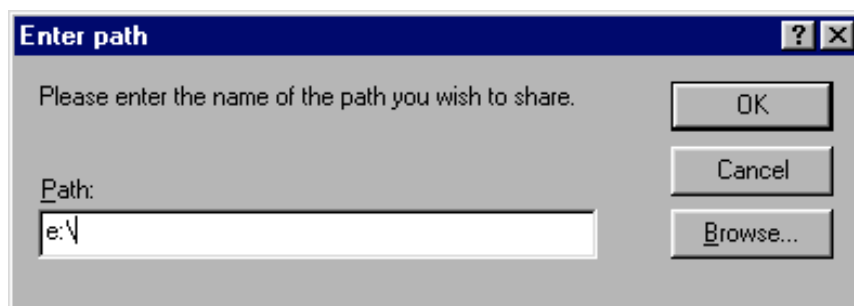 Enter path
Please enter the name of the path you wish to share.
OK
Cancel
Path:
e:\
Browse...